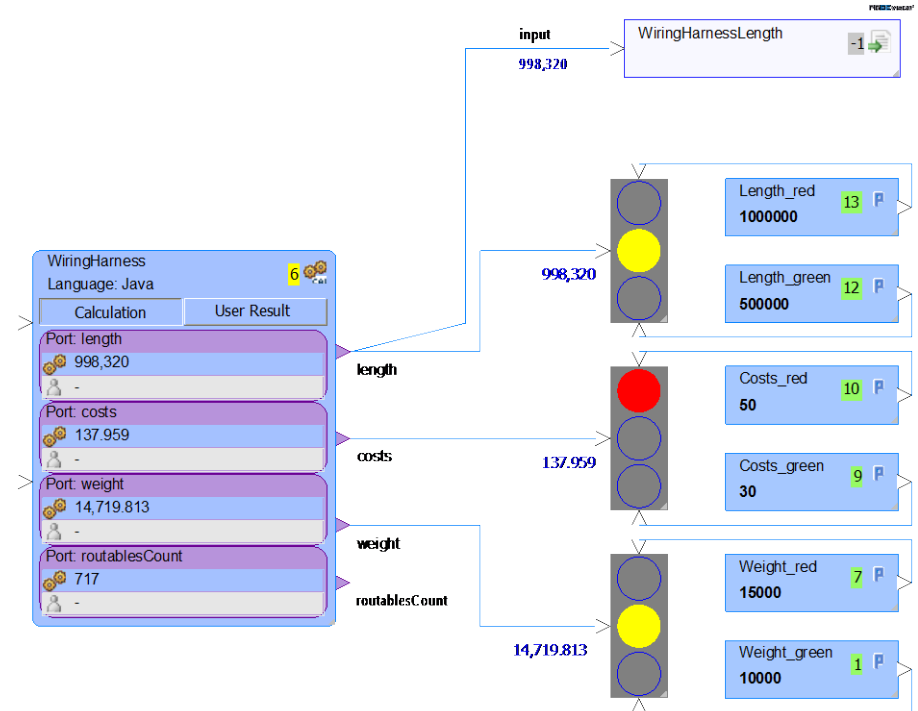 input
998,320
WiringHarnessLength
-1
Length_red
1000000
13
P
998,320
Length_green
500000
12
P
WiringHarness
Language: Java
6
Calculation
User Result
Port: length
998,320
-
length
Port: costs
137.959
-
costs
137.959
Costs_red
50
10
P
Costs_green
30
9
P
Port: weight
14,719.813
-
weight
Port: routablesCount
717
-
routablesCount
14,719.813
Weight_red
15000
7
P
Weight_green
10000
1
P